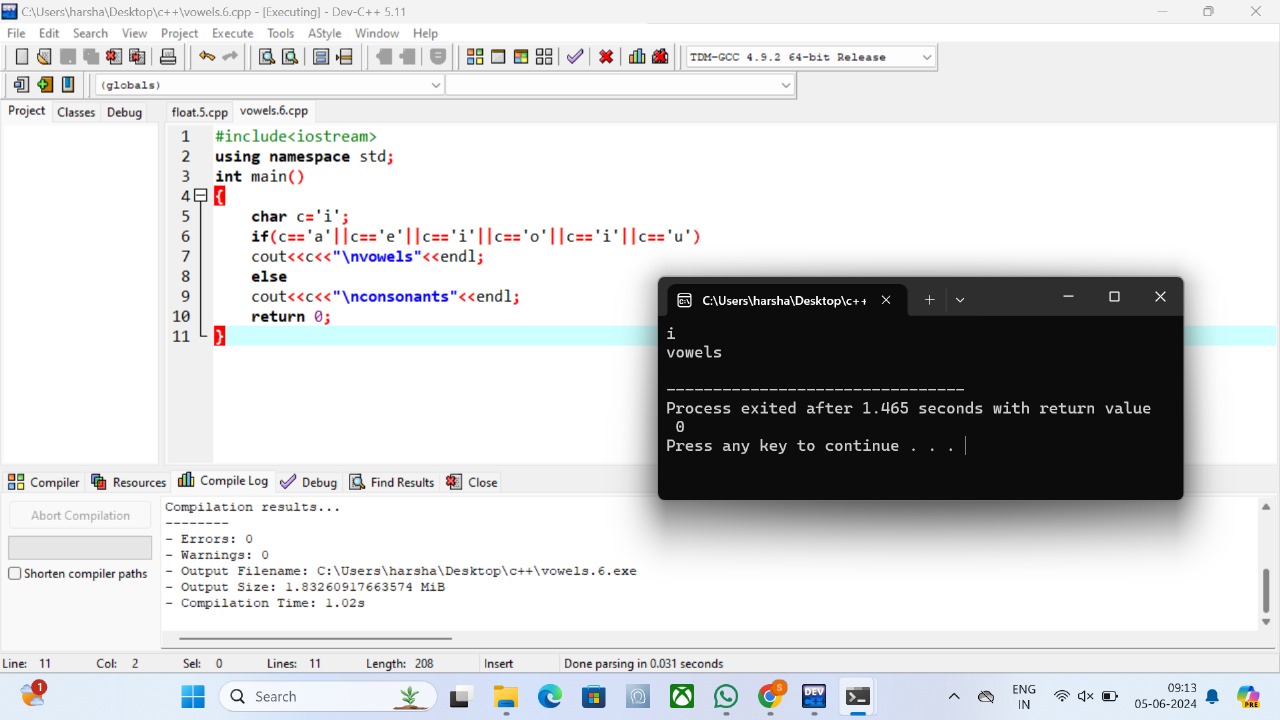 C:\Users\harsha\Desktop\c++\vowels.6.cpp - [Executing] - Dev-C++ 5.11
File Edit Search View Project Execute Tools AStyle Window Help
TDM-GCC 4.9.2 64-bit Release
(globals)
Project Classes Debug float.5.cpp vowels.6.cpp
1 #include<iostream>
2 using namespace std;
3 int main()
4 {
5 char c='i';
6 if(c=='a'||c=='e'||c=='i'||c=='o'||c=='i'||c=='u')
7 cout<<c<<"\nvowels"<<endl;
8 else
9 cout<<c<<"\nconsonants"<<endl;
10 return 0;
11 }
C:\Users\harsha\Desktop\c++
i
vowels
--------------------------------
Process exited after 1.465 seconds with return value
0
Press any key to continue . . .
Compiler Resources Compile Log Debug Find Results Close
Abort Compilation
Shorten compiler paths
Compilation results...
--------
- Errors: 0
- Warnings: 0
- Output Filename: C:\Users\harsha\Desktop\c++\vowels.6.exe
- Output Size: 1.83260917663574 MiB
- Compilation Time: 1.02s
Line: 11 Col: 2 Sel: 0 Lines: 11 Length: 208 Insert Done parsing in 0.031 seconds
1
Search
S
DEV
ENG
IN
09:13
05-06-2024
PRE